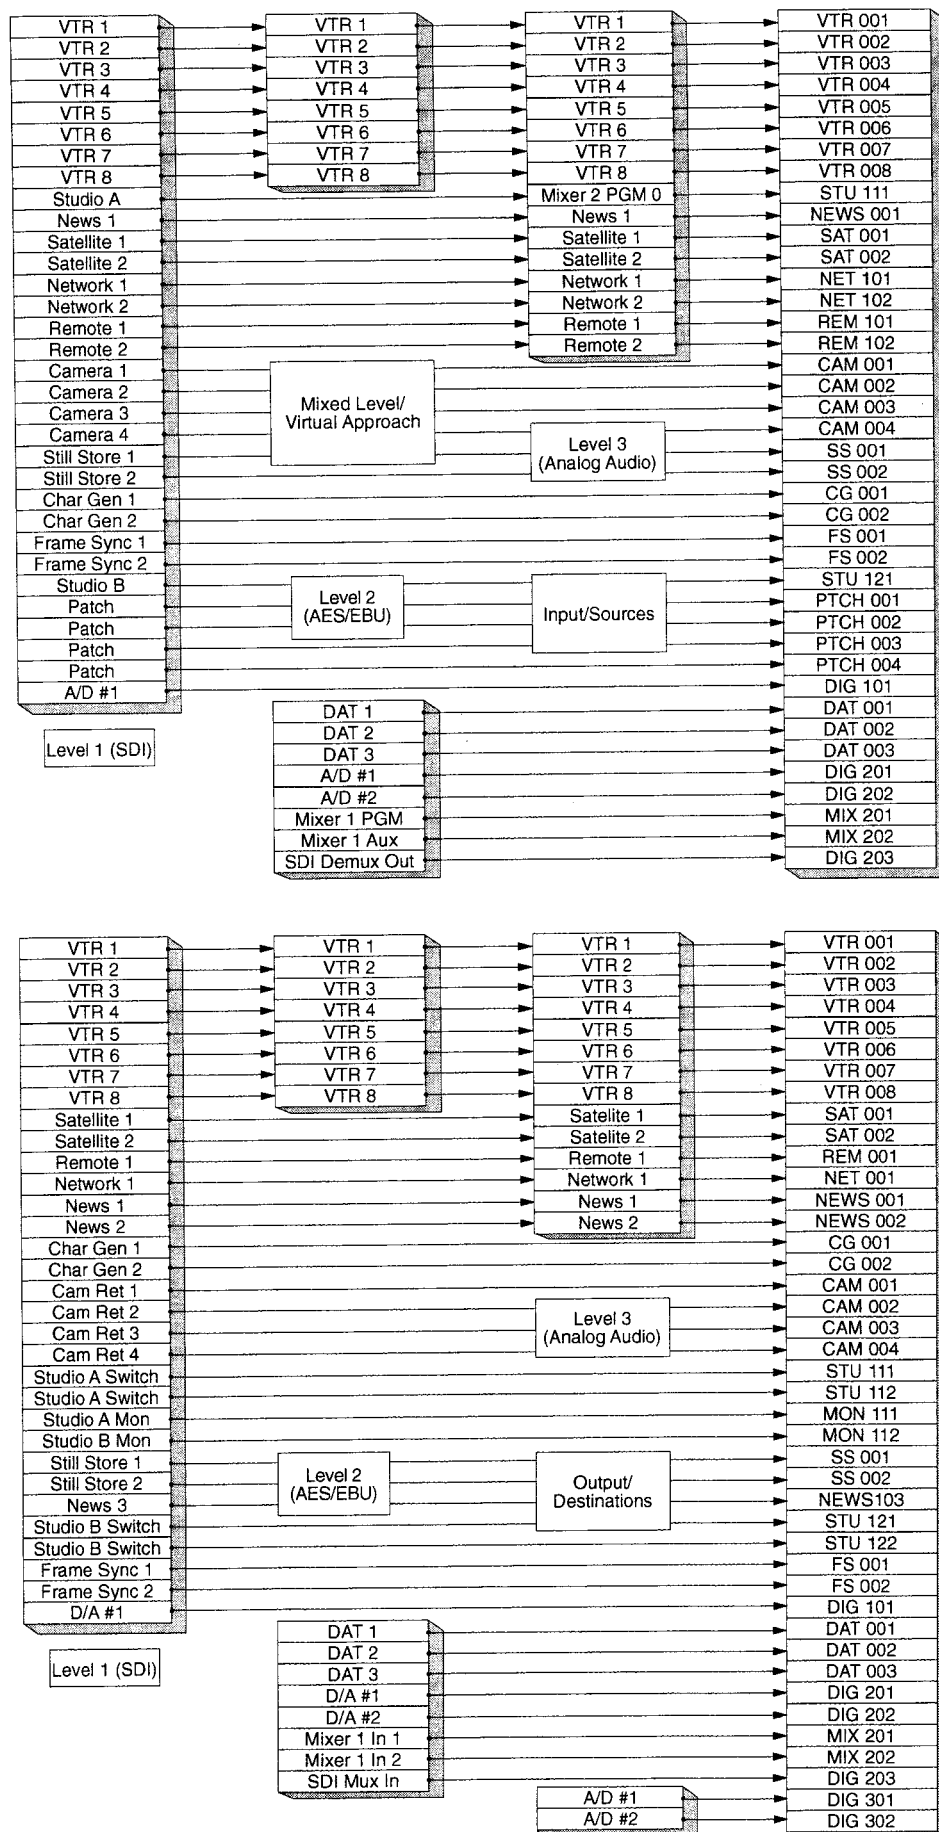 VTR 1 VTR 1 VTR 1 VTR 001
VTR 2 VTR 2 VTR 2 VTR 002
VTR 3 VTR 3 VTR 3 VTR 003
VTR 4 VTR 4 VTR 4 VTR 004
VTR 5 VTR 5 VTR 5 VTR 005
VTR 6 VTR 6 VTR 6 VTR 006
VTR 7 VTR 7 VTR 7 VTR 007
VTR 8 VTR 8 VTR 8 VTR 008
Studio A Mixer 2 PGM 0 STU 111
News 1 News 1 NEWS 001
Satellite 1 Satellite 1 SAT 001
Satellite 2 Satellite 2 SAT 002
Network 1 Network 1 NET 101
Network 2 Network 2 NET 102
Remote 1 Remote 1 REM 101
Remote 2 Remote 2 REM 102
Camera 1 CAM 001
Camera 2 CAM 002
Camera 3 CAM 003
Camera 4 CAM 004
Mixed Level/
Virtual Approach
Level 3
(Analog Audio)
Still Store 1 SS 001
Still Store 2 SS 002
Char Gen 1 CG 001
Char Gen 2 CG 002
Frame Sync 1 FS 001
Frame Sync 2 FS 002
Studio B STU 121
Patch PTCH 001
Patch PTCH 002
Patch PTCH 003
Patch PTCH 004
Level 2
(AES/EBU)
Input/Sources
A/D #1 DIG 101
Level 1 (SDI)
DAT 1 DAT 001
DAT 2 DAT 002
DAT 3 DAT 003
A/D #1 DIG 201
A/D #2 DIG 202
Mixer 1 PGM MIX 201
Mixer 1 Aux MIX 202
SDI Demux Out DIG 203
VTR 1 VTR 1 VTR 1 VTR 001
VTR 2 VTR 2 VTR 2 VTR 002
VTR 3 VTR 3 VTR 3 VTR 003
VTR 4 VTR 4 VTR 4 VTR 004
VTR 5 VTR 5 VTR 5 VTR 005
VTR 6 VTR 6 VTR 6 VTR 006
VTR 7 VTR 7 VTR 7 VTR 007
VTR 8 VTR 8 VTR 8 VTR 008
Satellite 1 Satelite 1 SAT 001
Satellite 2 Satelite 2 SAT 002
Remote 1 Remote 1 REM 001
Network 1 Network 1 NET 001
News 1 News 1 NEWS 001
News 2 News 2 NEWS 002
Char Gen 1 CG 001
Char Gen 2 CG 002
Cam Ret 1 CAM 001
Cam Ret 2 CAM 002
Cam Ret 3 CAM 003
Cam Ret 4 CAM 004
Level 3
(Analog Audio)
Studio A Switch STU 111
Studio A Switch STU 112
Studio A Mon MON 111
Studio B Mon MON 112
Still Store 1 SS 001
Still Store 2 SS 002
News 3 NEWS103
Level 2
(AES/EBU)
Output/
Destinations
Studio B Switch STU 121
Studio B Switch STU 122
Frame Sync 1 FS 001
Frame Sync 2 FS 002
D/A #1 DIG 101
Level 1 (SDI)
DAT 1 DAT 001
DAT 2 DAT 002
DAT 3 DAT 003
D/A #1 DIG 201
D/A #2 DIG 202
Mixer 1 In 1 MIX 201
Mixer 1 In 2 MIX 202
SDI Mux In DIG 203
A/D #1 DIG 301
A/D #2 DIG 302